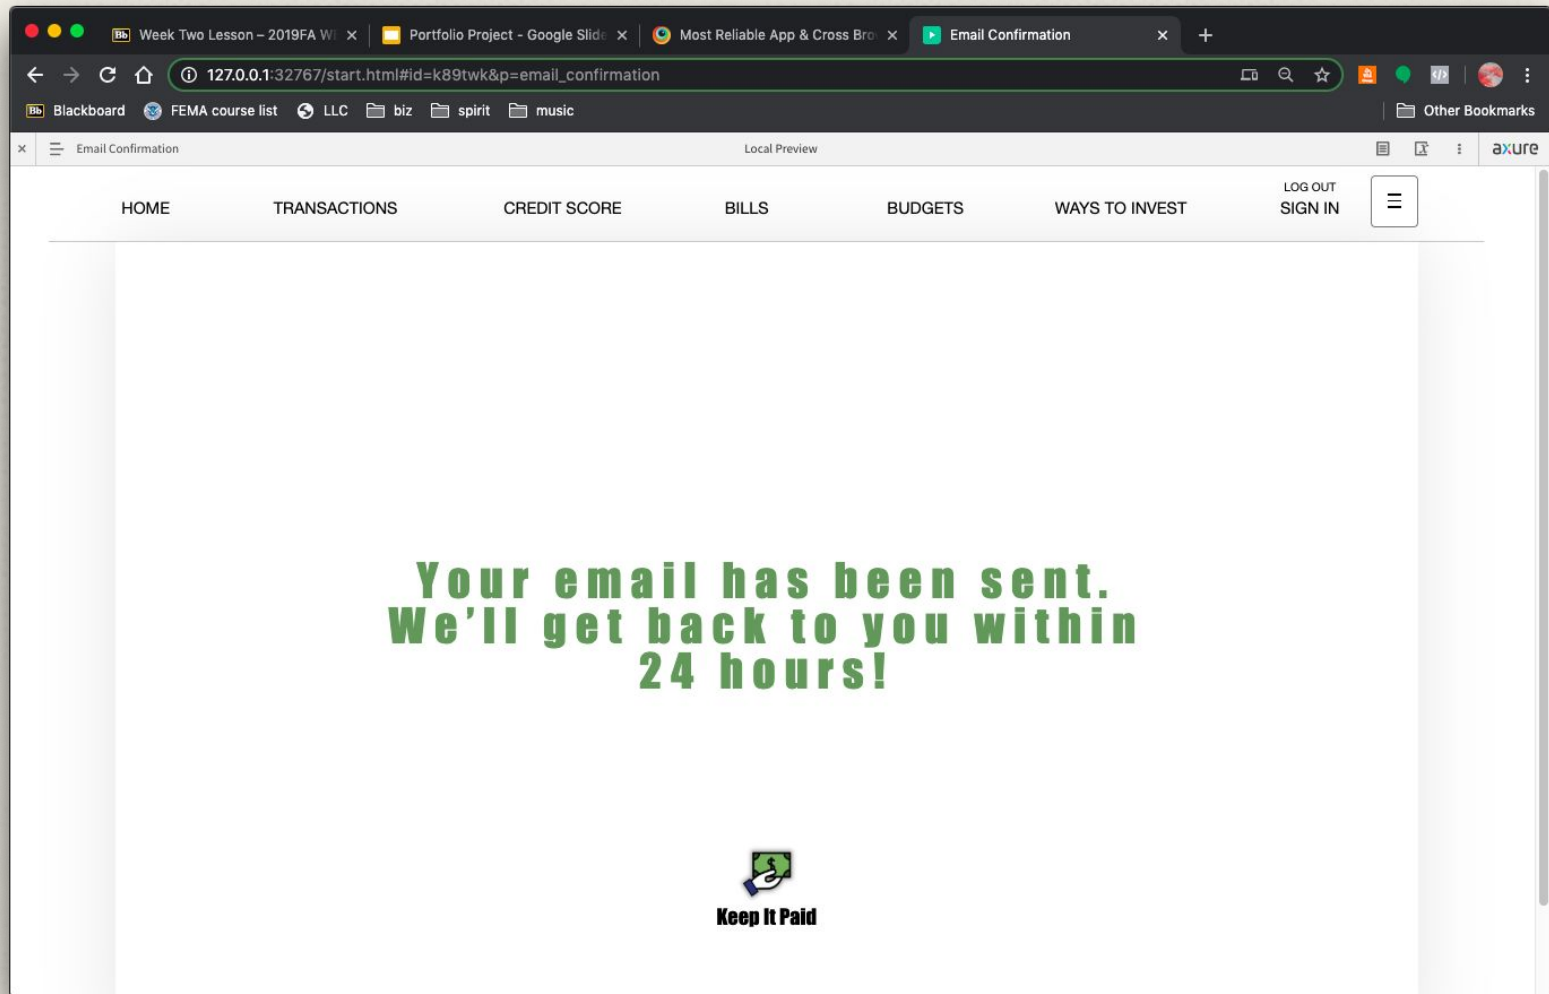 Bb Week Two Lesson – 2019FA W
Portfolio Project - Google Slide
Most Reliable App & Cross Bro
Email Confirmation
127.0.0.1:32767/start.html#id=k89twk&p=email_confirmation
Bb Blackboard FEMA course list LLC biz spirit music Other Bookmarks
Email Confirmation Local Preview axure
LOG OUT
HOME TRANSACTIONS CREDIT SCORE BILLS BUDGETS WAYS TO INVEST SIGN IN
Your email has been sent.
We’ll get back to you within
24 hours!
Keep It Paid